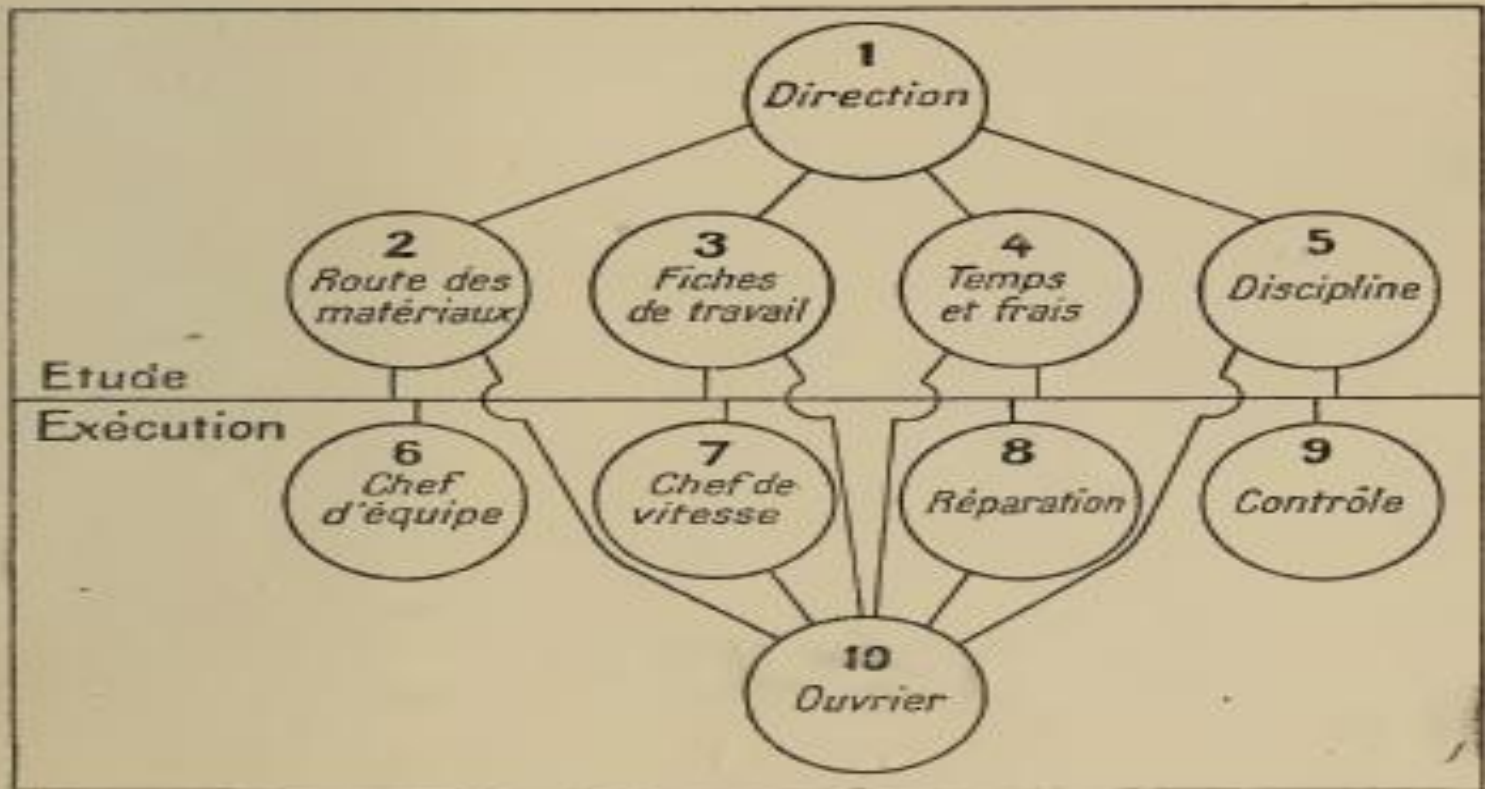 1
Direction
2
Route des
matériaux
3
Fiches
de travail
4
Temps
et frais
5
Discipline
Etude
Exécution
6
Chef
d'équipe
7
Chef de
vitesse
8
Réparation
9
Contrôle
10
Ouvrier